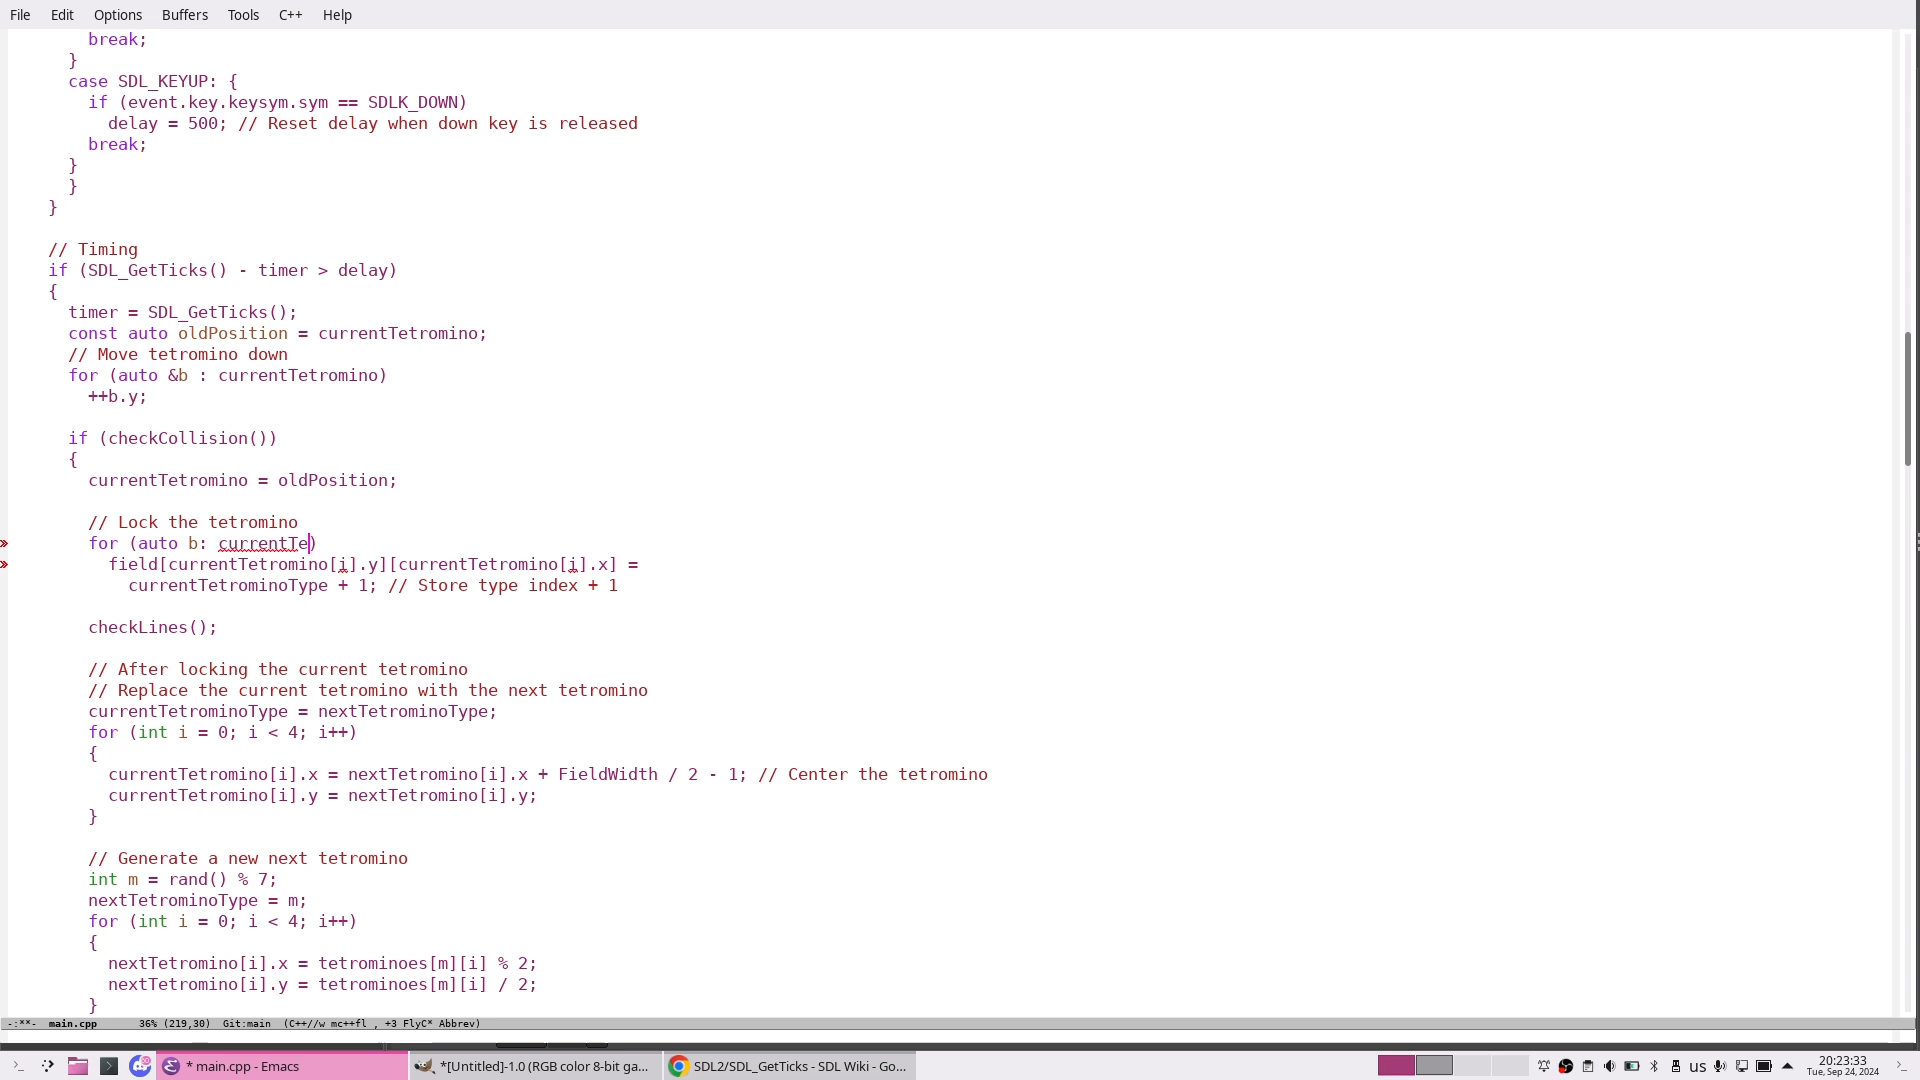 File Edit Options Buffers Tools C++ Help
break;
}
case SDL_KEYUP: {
if (event.key.keysym.sym == SDLK_DOWN)
delay = 500; // Reset delay when down key is released
break;
}
}
}
// Timing
if (SDL_GetTicks() - timer > delay)
{
timer = SDL_GetTicks();
const auto oldPosition = currentTetromino;
// Move tetromino down
for (auto &b : currentTetromino)
++b.y;
if (checkCollision())
{
currentTetromino = oldPosition;
// Lock the tetromino
for (auto b: currentTe)
field[currentTetromino[i].y][currentTetromino[i].x] =
currentTetrominoType + 1; // Store type index + 1
checkLines();
// After locking the current tetromino
// Replace the current tetromino with the next tetromino
currentTetrominoType = nextTetrominoType;
for (int i = 0; i < 4; i++)
{
currentTetromino[i].x = nextTetromino[i].x + FieldWidth / 2 - 1; // Center the tetromino
currentTetromino[i].y = nextTetromino[i].y;
}
// Generate a new next tetromino
int m = rand() % 7;
nextTetrominoType = m;
for (int i = 0; i < 4; i++)
{
nextTetromino[i].x = tetrominoes[m][i] % 2;
nextTetromino[i].y = tetrominoes[m][i] / 2;
}
-:**- main.cpp 36% (219,30) Git:main (C++//w mc++fl , +3 FlyC* Abbrev)
* main.cpp - Emacs *[Untitled]-1.0 (RGB color 8-bit ga... SDL2/SDL_GetTicks - SDL Wiki - Go... us 20:23:33
Tue, Sep 24, 2024